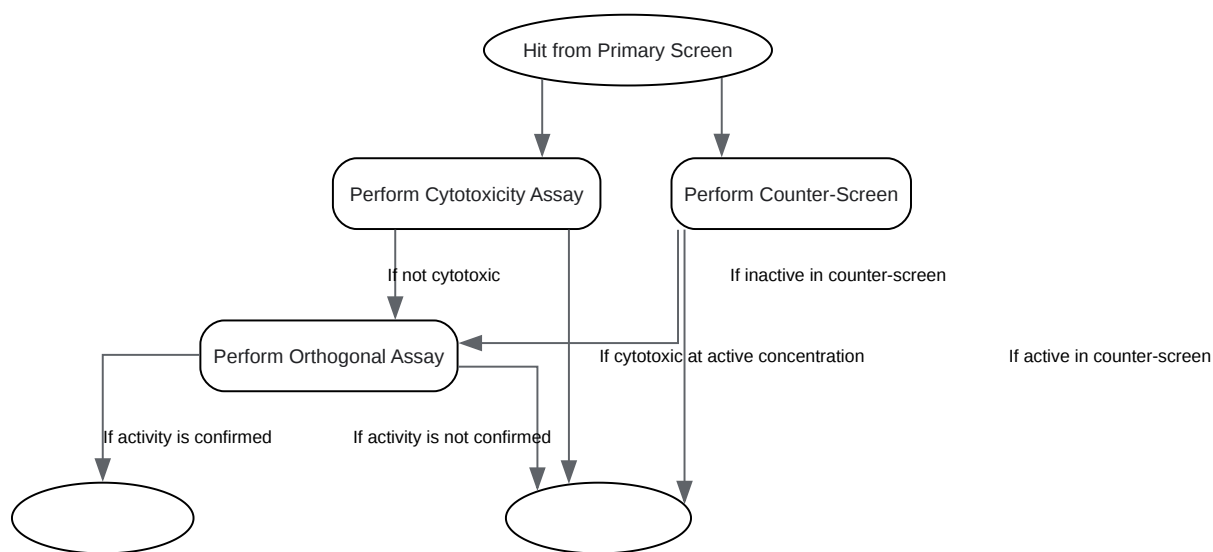 Hit from Primary Screen
Perform Cytotoxicity Assay
Perform Counter-Screen
If not cytotoxic
If inactive in counter-screen
Perform Orthogonal Assay
If cytotoxic at active concentration
If active in counter-screen
If activity is confirmed
If activity is not confirmed